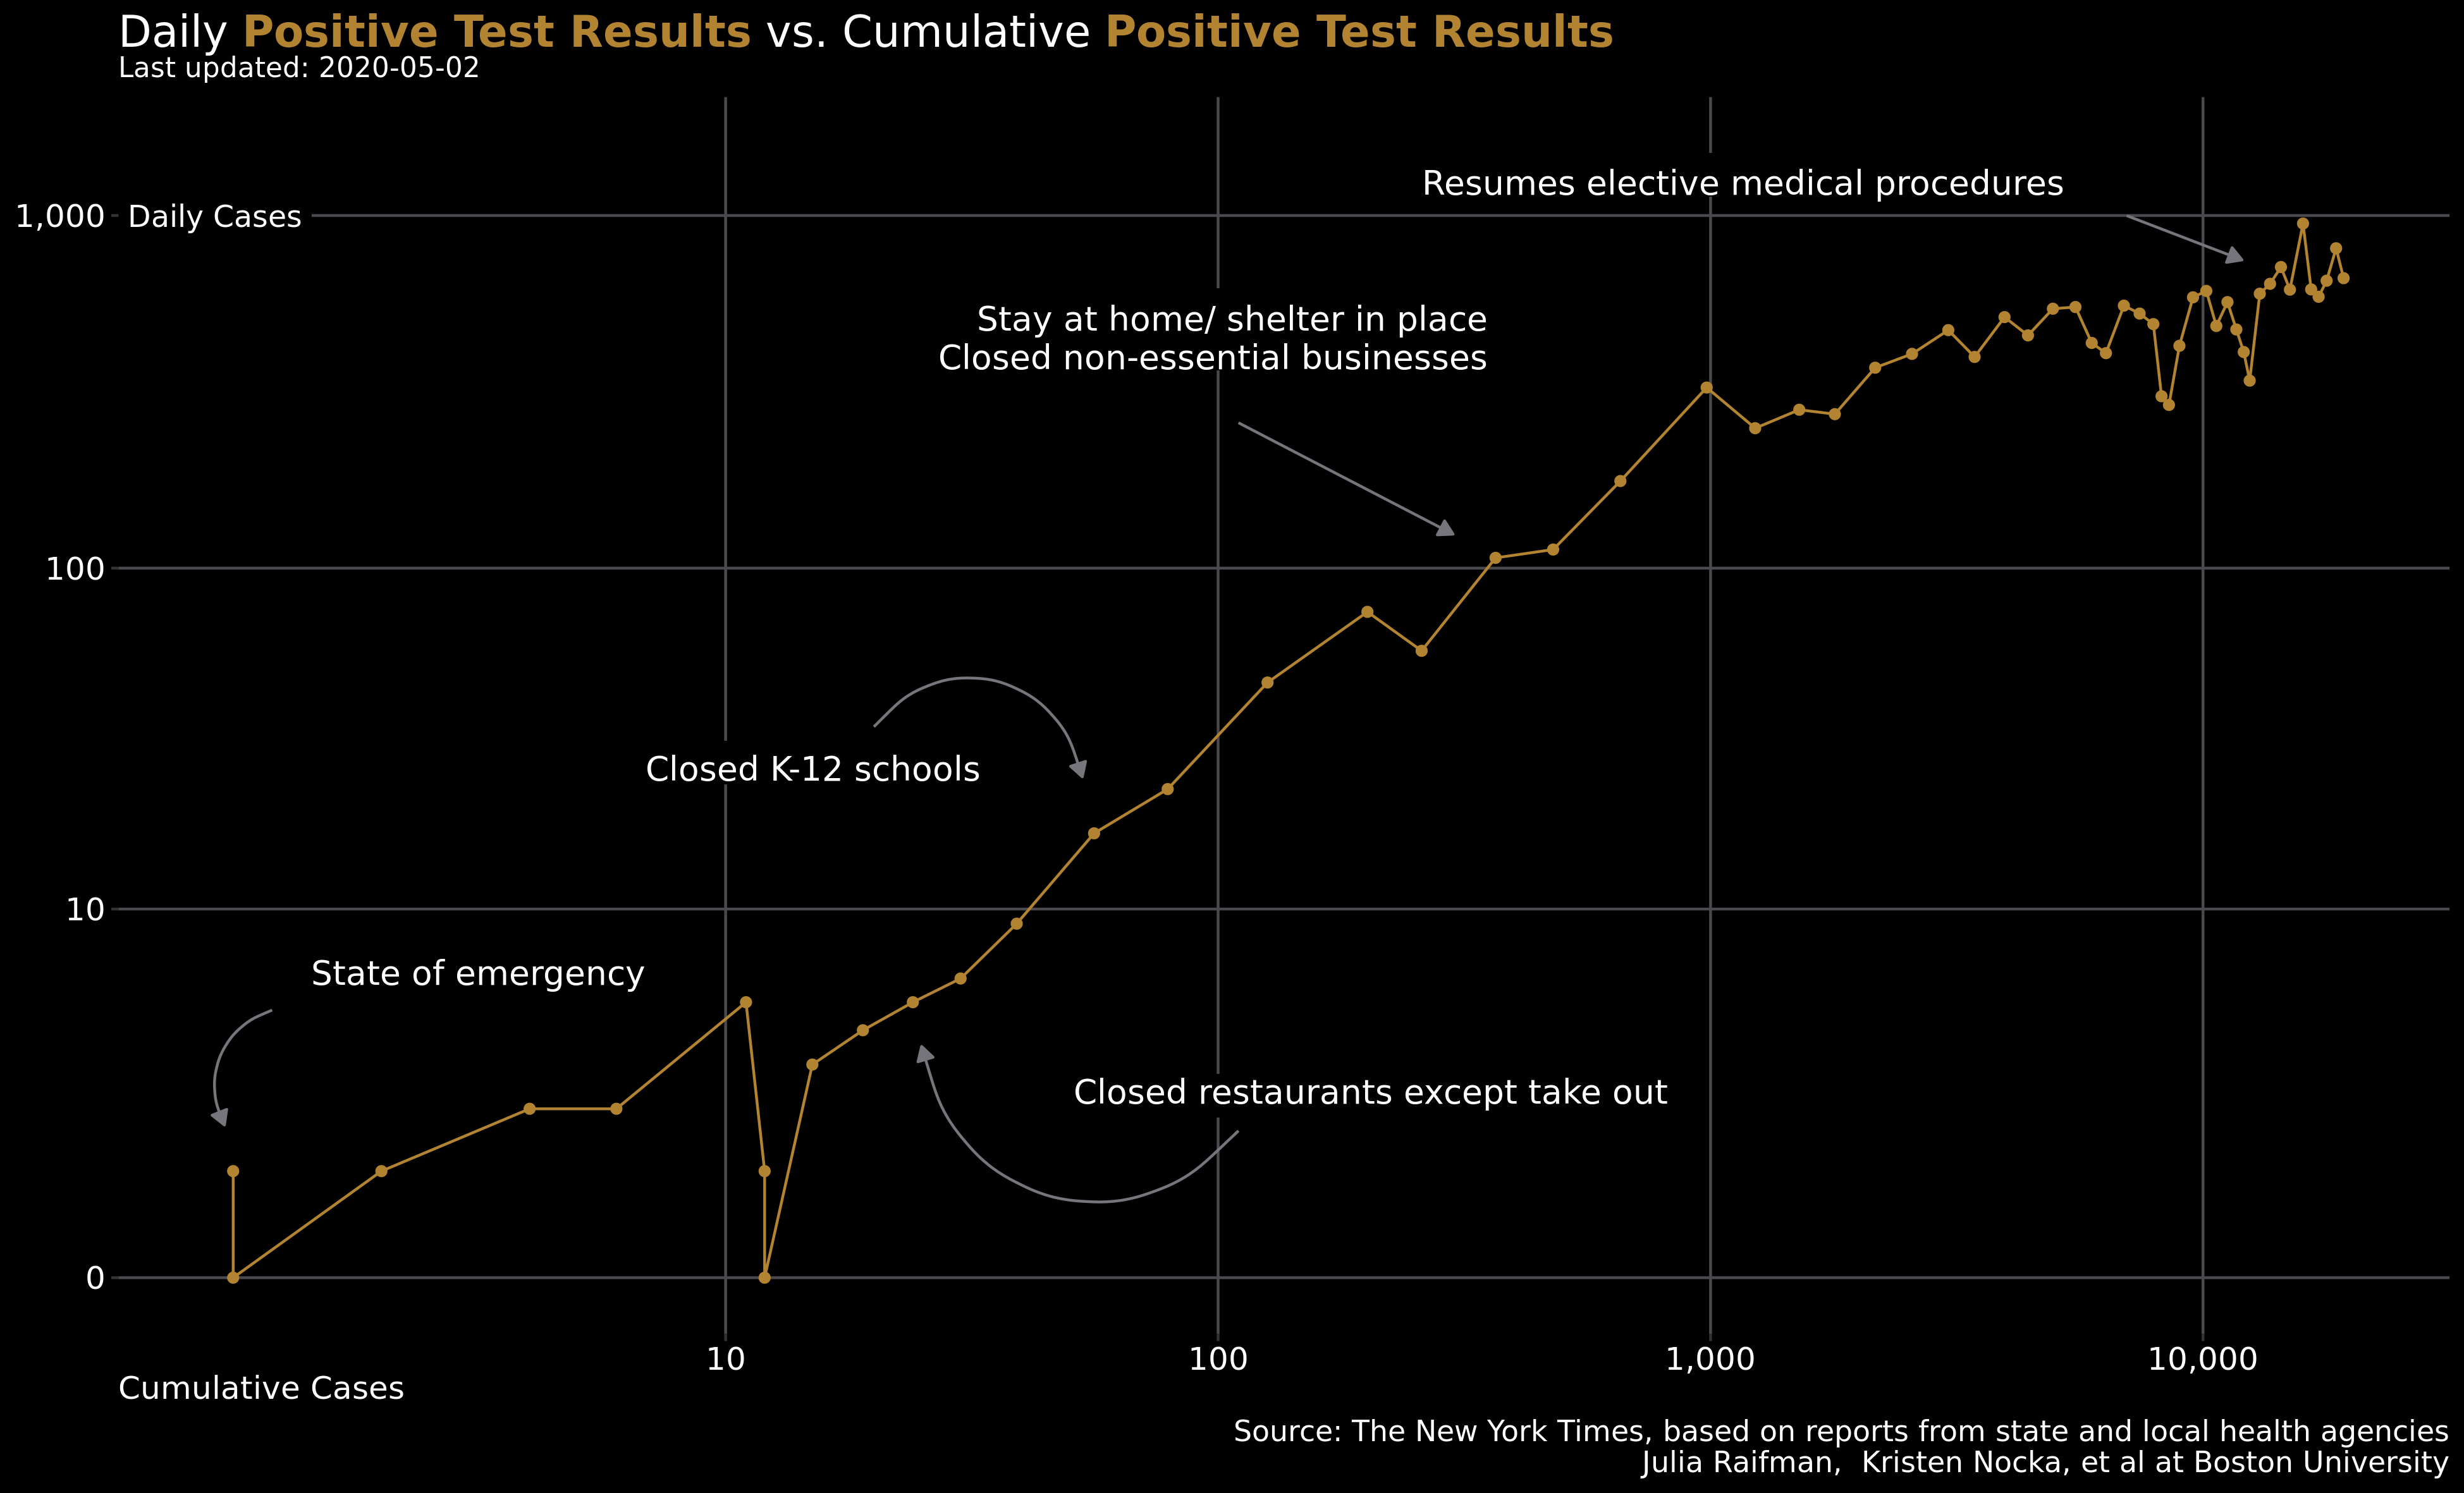 Daily Positive Test Results vs. Cumulative Positive Test Results
Last updated: 2020-05-02
Resumes elective medical procedures
1,000
Daily Cases
Stay at home/ shelter in place
Closed non-essential businesses
100
Closed K-12 schools
10
State of emergency
Closed restaurants except take out
0
10
100
1,000
10,000
Cumulative Cases
Source: The New York Times, based on reports from state and local health agencies
Julia Raifman,  Kristen Nocka, et al at Boston University